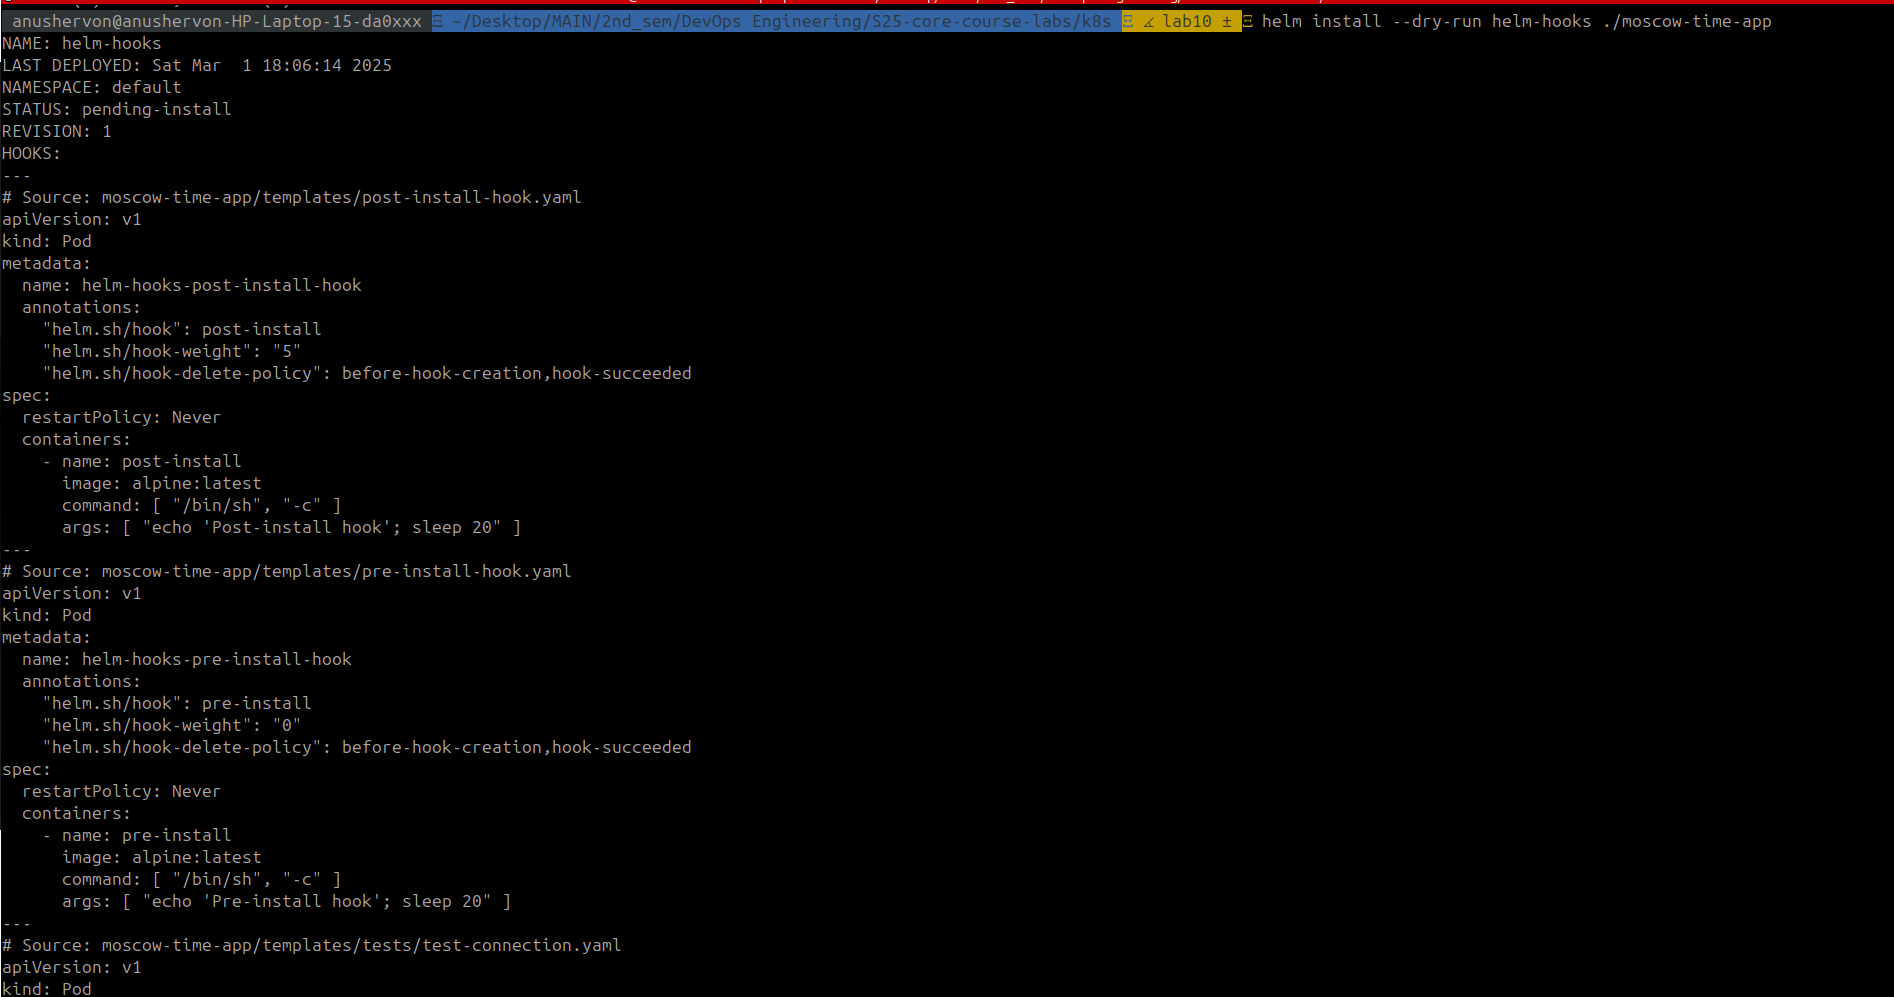 anushervon@anushervon-HP-Laptop-15-da0xxx ~/Desktop/MAIN/2nd_sem/DevOps Engineering/S25-core-course-labs/k8s lab10 ± helm install --dry-run helm-hooks ./moscow-time-app
NAME: helm-hooks
LAST DEPLOYED: Sat Mar  1 18:06:14 2025
NAMESPACE: default
STATUS: pending-install
REVISION: 1
HOOKS:
---
# Source: moscow-time-app/templates/post-install-hook.yaml
apiVersion: v1
kind: Pod
metadata:
  name: helm-hooks-post-install-hook
  annotations:
    "helm.sh/hook": post-install
    "helm.sh/hook-weight": "5"
    "helm.sh/hook-delete-policy": before-hook-creation,hook-succeeded
spec:
  restartPolicy: Never
  containers:
    - name: post-install
      image: alpine:latest
      command: [ "/bin/sh", "-c" ]
      args: [ "echo 'Post-install hook'; sleep 20" ]
---
# Source: moscow-time-app/templates/pre-install-hook.yaml
apiVersion: v1
kind: Pod
metadata:
  name: helm-hooks-pre-install-hook
  annotations:
    "helm.sh/hook": pre-install
    "helm.sh/hook-weight": "0"
    "helm.sh/hook-delete-policy": before-hook-creation,hook-succeeded
spec:
  restartPolicy: Never
  containers:
    - name: pre-install
      image: alpine:latest
      command: [ "/bin/sh", "-c" ]
      args: [ "echo 'Pre-install hook'; sleep 20" ]
---
# Source: moscow-time-app/templates/tests/test-connection.yaml
apiVersion: v1
kind: Pod